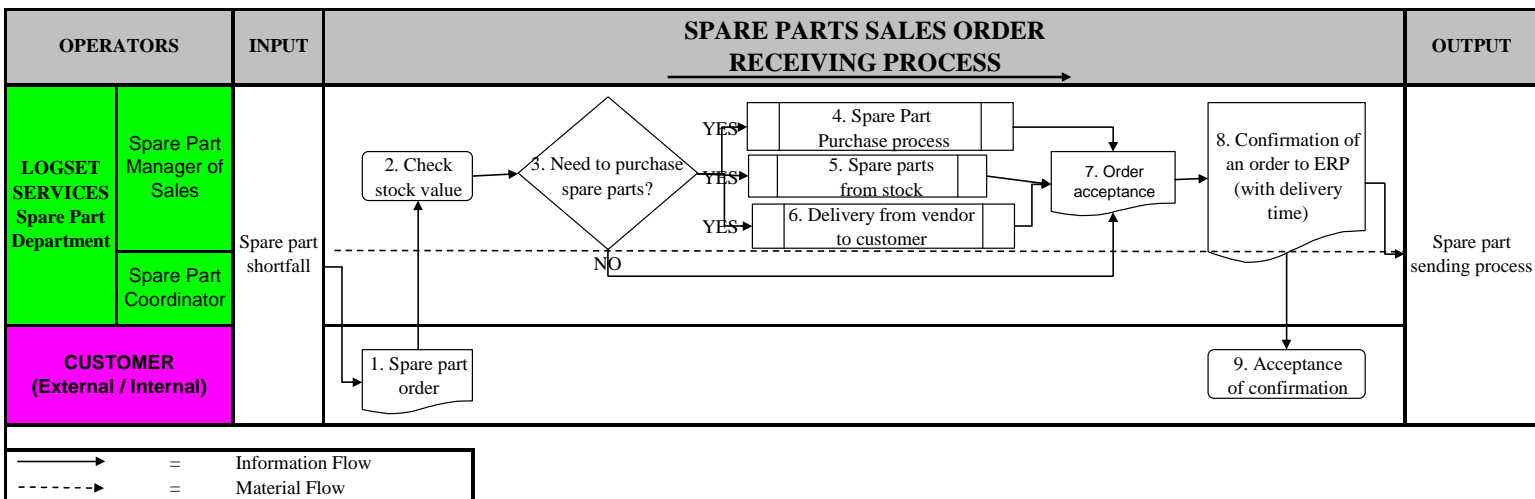 OPERATORS
INPUT
SPARE PARTS SALES ORDER
RECEIVING PROCESS
OUTPUT
LOGSET
SERVICES
Spare Part
Department
Spare Part
Manager of
Sales
Spare Part
Coordinator
CUSTOMER
(External / Internal)
Spare part
shortfall
1. Spare part
order
2. Check
stock value
3. Need to purchase
spare parts?
YES
YES
YES
NO
4. Spare Part
Purchase process
5. Spare parts
from stock
6. Delivery from vendor
to customer
7. Order
acceptance
8. Confirmation of
an order to ERP
(with delivery
time)
9. Acceptance
of confirmation
Spare part
sending process
= Information Flow
= Material Flow